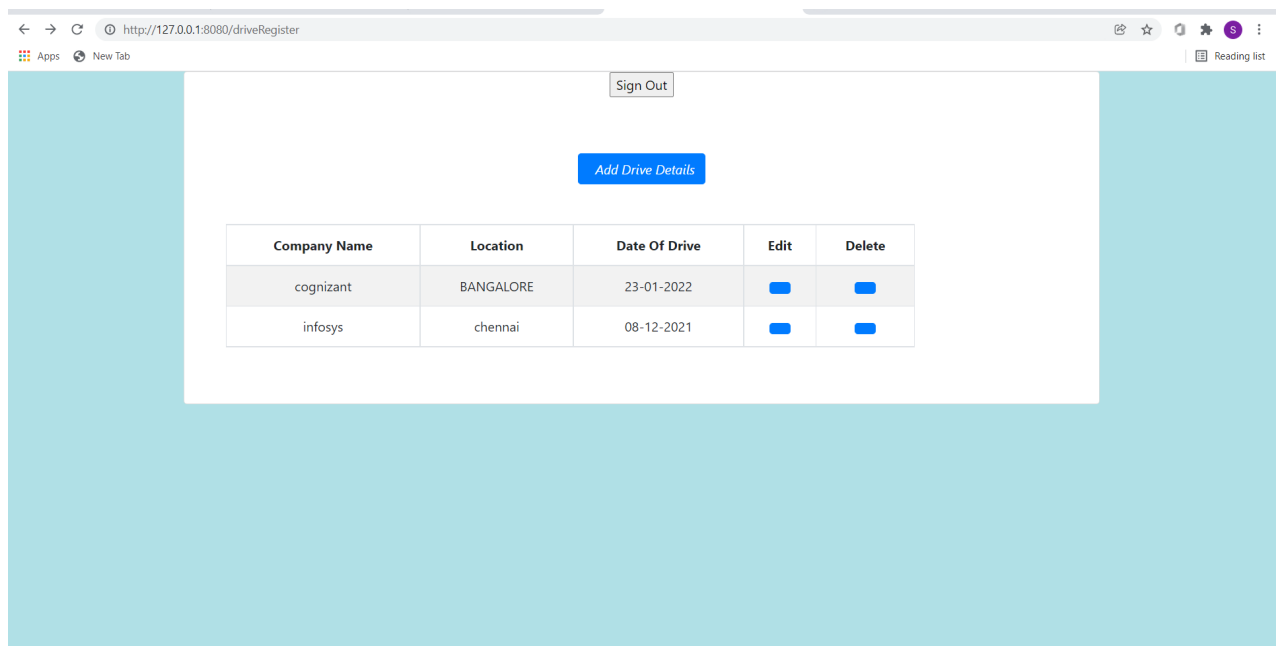 http://127.0.0.1:8080/driveRegister
S
Apps New Tab
Reading list
Sign Out
Add Drive Details
Company Name Location Date Of Drive Edit Delete
cognizant BANGALORE 23-01-2022
infosys chennai 08-12-2021